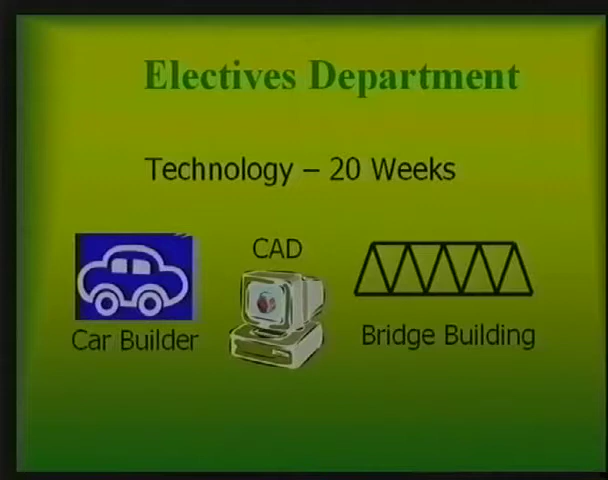 Electives Department
Technology – 20 Weeks
CAD
Car Builder
Bridge Building